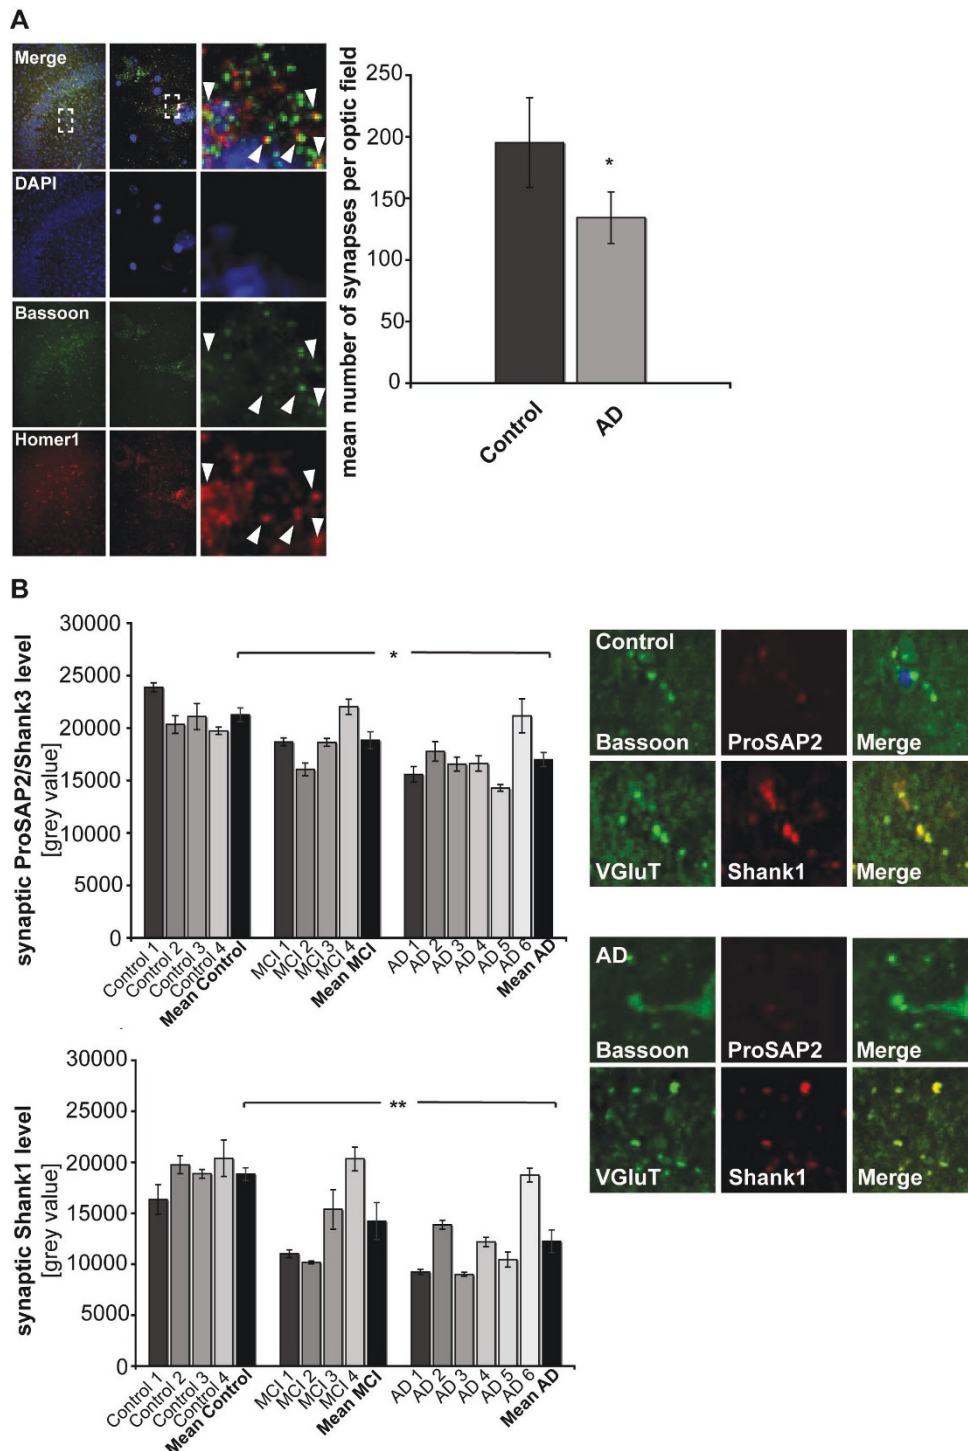 A
Merge
DAPI
Bassoon
Homer1
mean number of synapses per optic field
250
200
150
100
50
0
*
Control
AD
B
synaptic ProSAP2/Shank3 level
[grey value]
30000
25000
20000
15000
10000
5000
0
*
Control 1
Control 2
Control 3
Control 4
Mean Control
MCI 1
MCI 2
MCI 3
MCI 4
Mean MCI
AD 1
AD 2
AD 3
AD 4
AD 5
AD 6
Mean AD
Control
Bassoon
ProSAP2
Merge
VGluT
Shank1
Merge
AD
Bassoon
ProSAP2
Merge
VGluT
Shank1
Merge
synaptic Shank1 level
[grey value]
30000
25000
20000
15000
10000
5000
0
**
Control 1
Control 2
Control 3
Control 4
Mean Control
MCI 1
MCI 2
MCI 3
MCI 4
Mean MCI
AD 1
AD 2
AD 3
AD 4
AD 5
AD 6
Mean AD